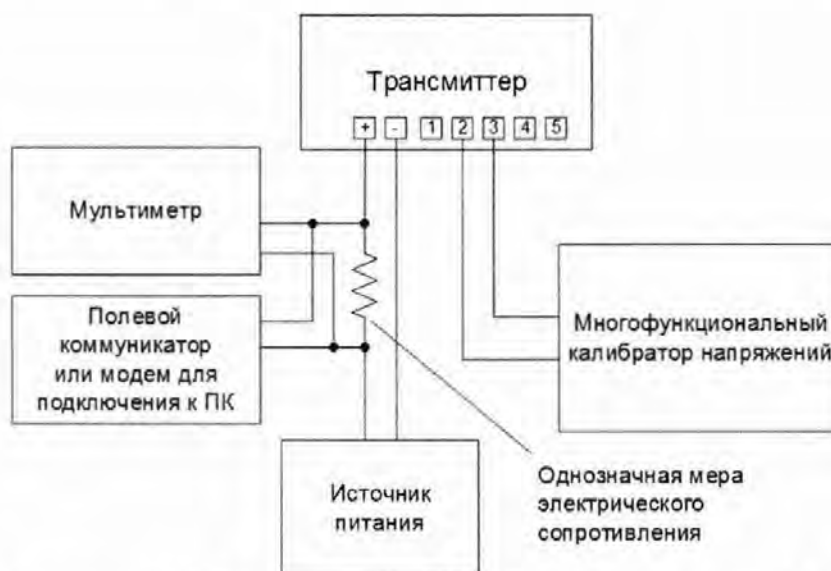 Трансмиттер
+ - 1 2 3 4 5
Мультиметр
Полевой
коммуникатор
или модем для
подключения к ПК
Многофункциональный
калибратор напряжений
Источник
питания
Однозначная мера
электрического
сопротивления